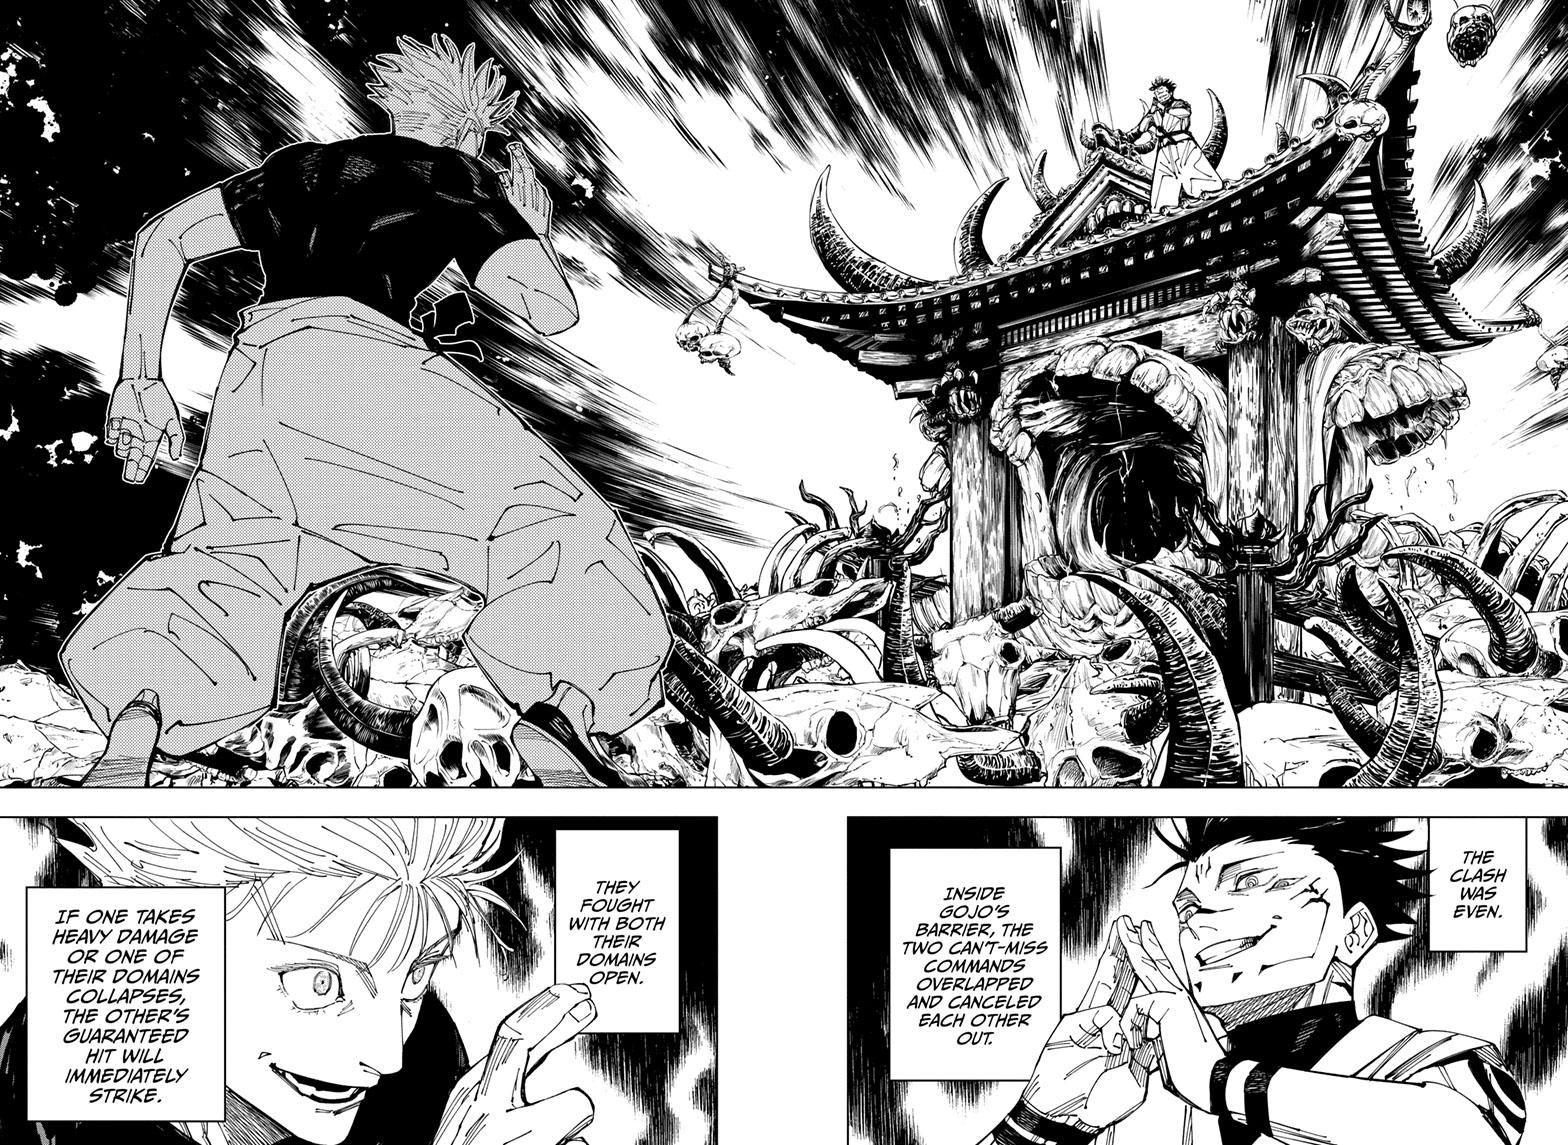 THE
CLASH
WAS
EVEN.
INSIDE
GOJO'S
BARRIER, THE
TWO CAN'T-MISS
COMMANDS
OVERLAPPED
AND CANCELED
EACH OTHER
OUT.
THEY
FOUGHT
WITH BOTH
THEIR
DOMAINS
OPEN.
IF ONE TAKES
HEAVY DAMAGE
OR ONE OF
THEIR DOMAINS
COLLAPSES,
THE OTHER'S
GUARANTEED
HIT WILL
IMMEDIATELY
STRIKE.